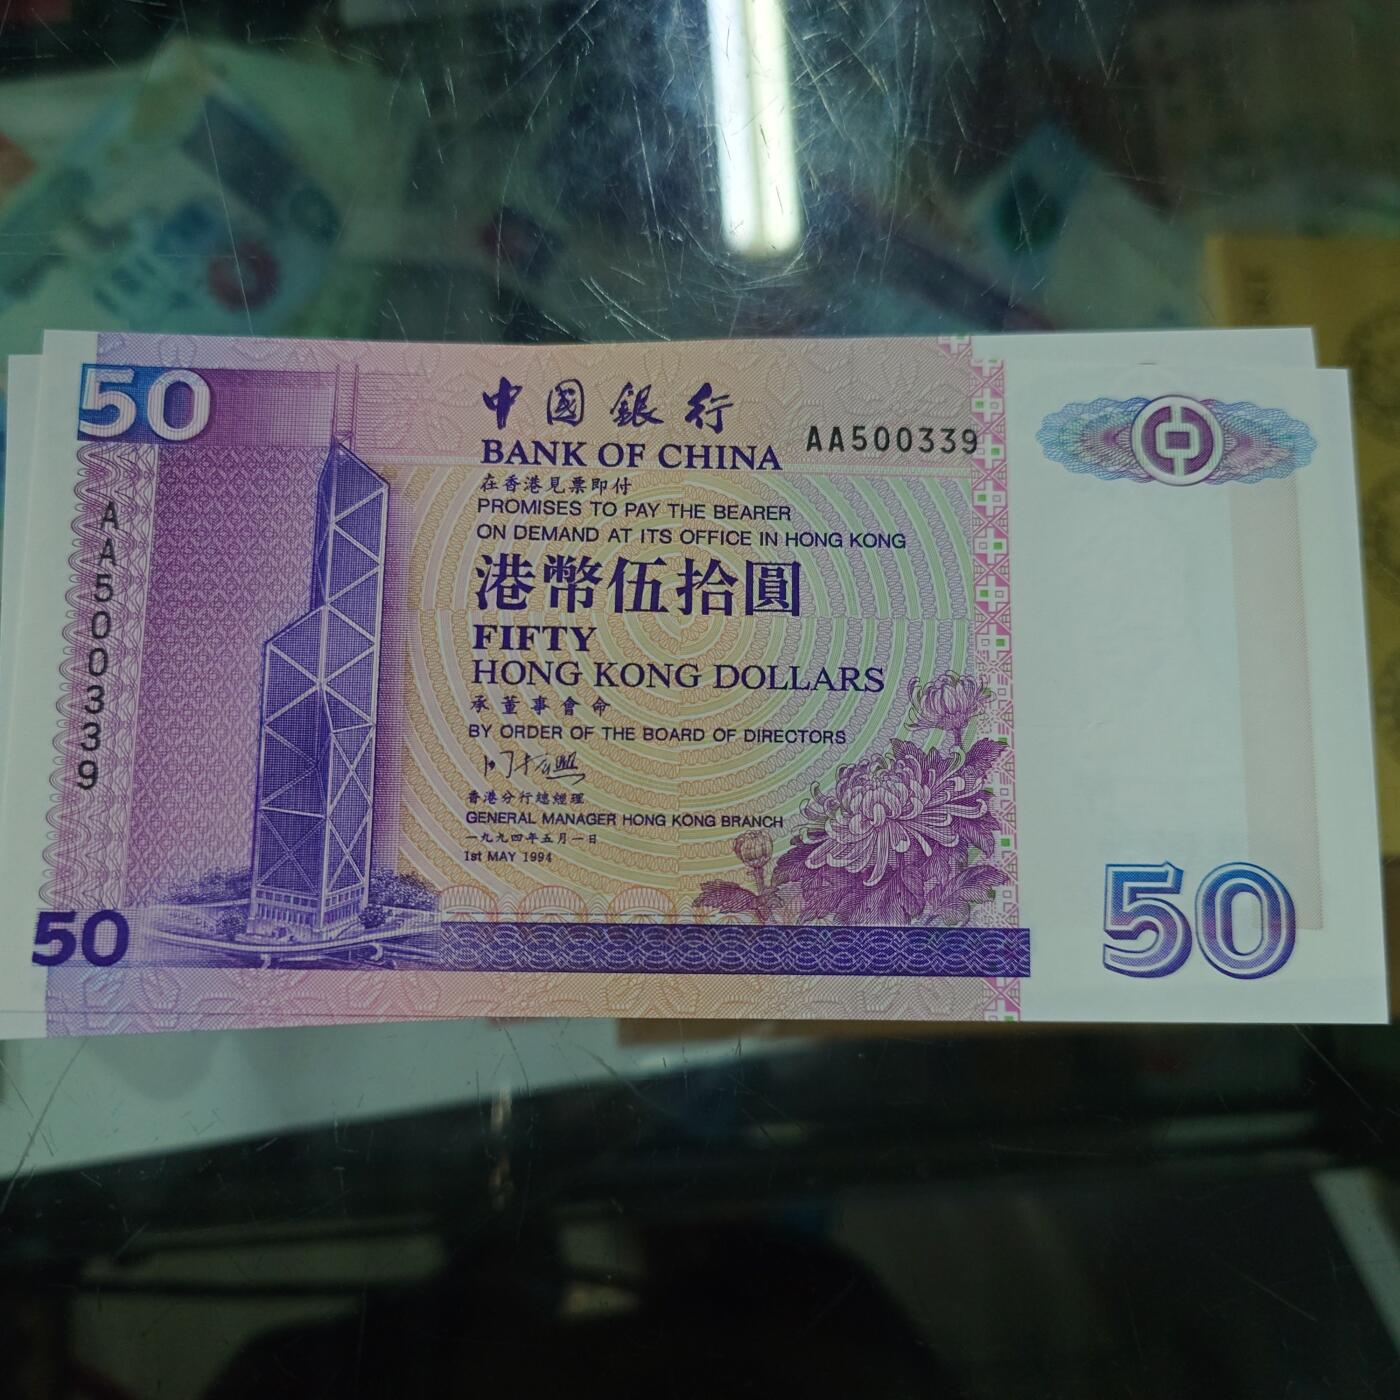 50
中國銀行
BANK OF CHINA
AA500339
在香港見票即付
PROMISES TO PAY THE BEARER
ON DEMAND AT ITS OFFICE IN HONG KONG
AA500339
港幣伍拾圓
FIFTY
HONG KONG DOLLARS
承董事會命
BY ORDER OF THE BOARD OF DIRECTORS
香港分行總經理
GENERAL MANAGER HONG KONG BRANCH
一九九四年五月一日
1st MAY 1994
50
50